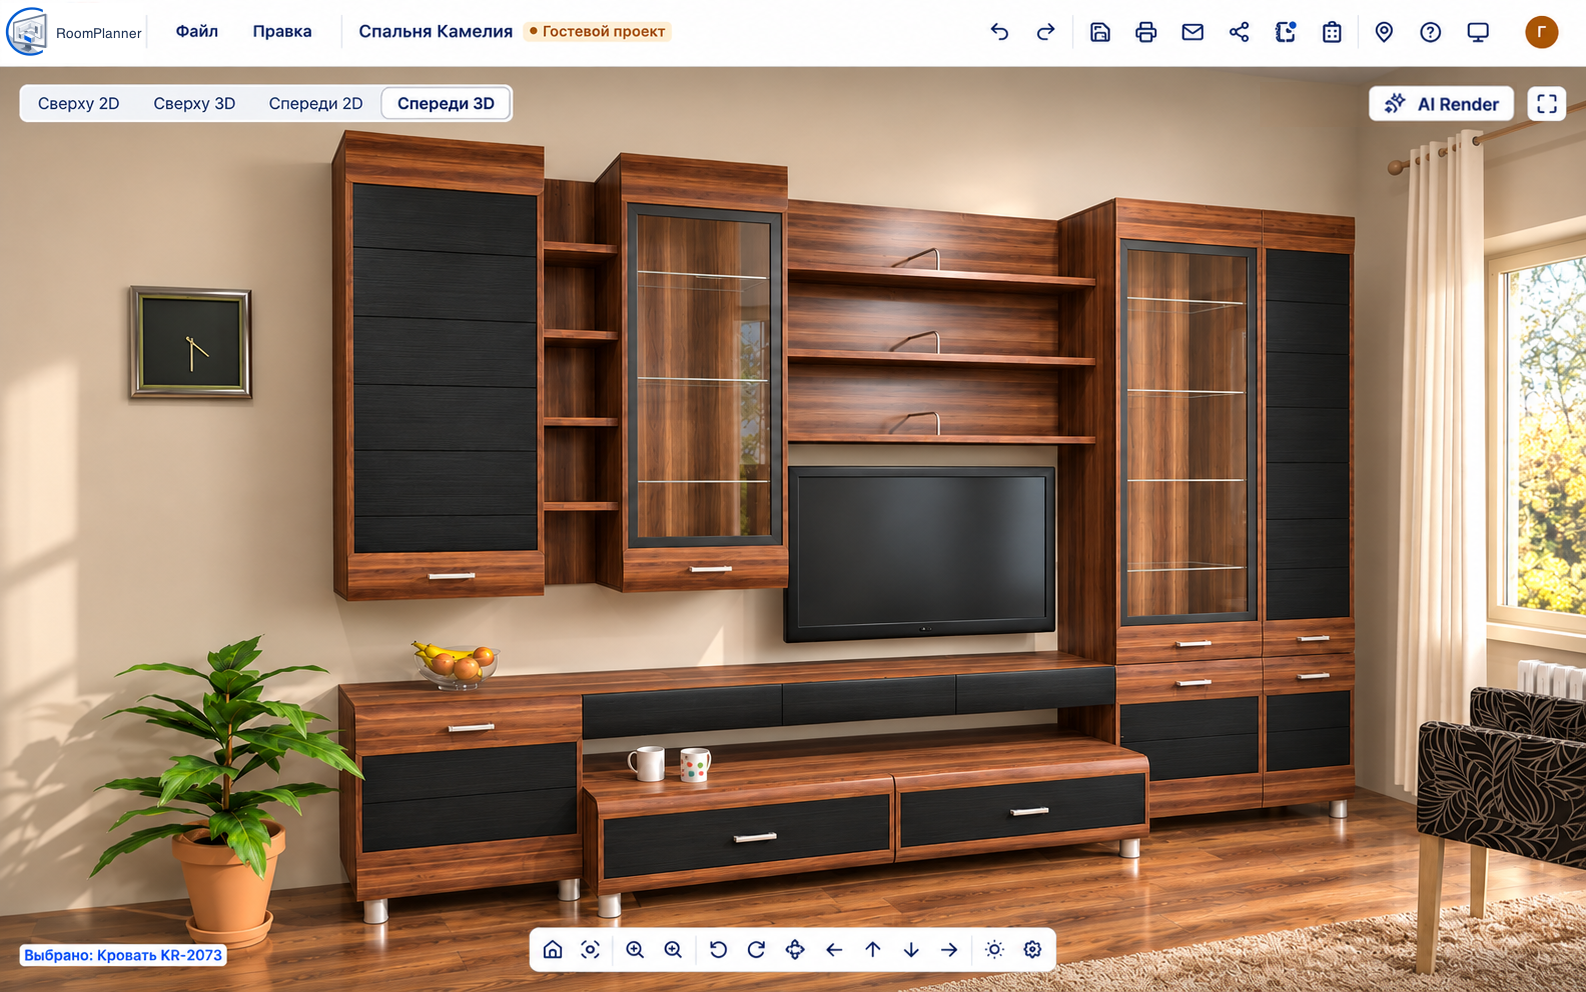 RoomPlanner
Файл
Правка
Спальня Камелия
Гостевой проект
Г
Сверху 2D
Сверху 3D
Спереди 2D
Спереди 3D
AI Render
Выбрано: Кровать KR-2073